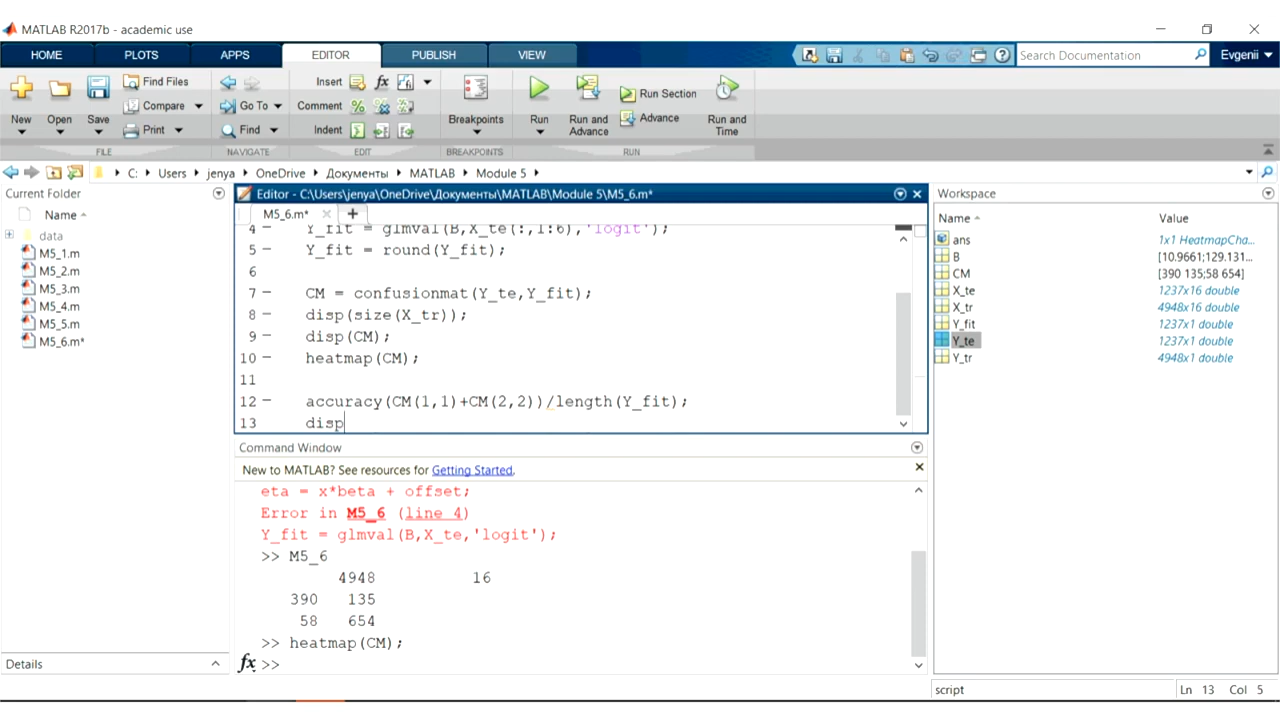 MATLAB R2017b - academic use
HOME PLOTS APPS EDITOR PUBLISH VIEW Search Documentation Evgenii
Find Files Insert fx Run Section
Compare Go To Comment % Advance
New Open Save Print Find Indent Breakpoints Run Run and Advance Run and Time
FILE NAVIGATE EDIT BREAKPOINTS RUN
C: Users jenya OneDrive Документы MATLAB Module 5
Current Folder
Name
data
M5_1.m
M5_2.m
M5_3.m
M5_4.m
M5_5.m
M5_6.m*
Details
Editor - C:\Users\jenya\OneDrive\Документы\MATLAB\Module 5\M5_6.m*
M5_6.m*
4 – Y_fit = glmval(B,X_te(:,1:6),'logit');
5 – Y_fit = round(Y_fit);
6
7 – CM = confusionmat(Y_te,Y_fit);
8 – disp(size(X_tr));
9 – disp(CM);
10 – heatmap(CM);
11
12 – accuracy(CM(1,1)+CM(2,2))/length(Y_fit);
13 disp
Command Window
New to MATLAB? See resources for Getting Started.
eta = x*beta + offset;
Error in M5_6 (line 4)
Y_fit = glmval(B,X_te,'logit');
>> M5_6
4948 16
390 135
58 654
>> heatmap(CM);
fx >>
Workspace
Name Value
ans 1x1 HeatmapCha...
B [10.9661;129.131...
CM [390 135;58 654]
X_te 1237x16 double
X_tr 4948x16 double
Y_fit 1237x1 double
Y_te 1237x1 double
Y_tr 4948x1 double
script Ln 13 Col 5